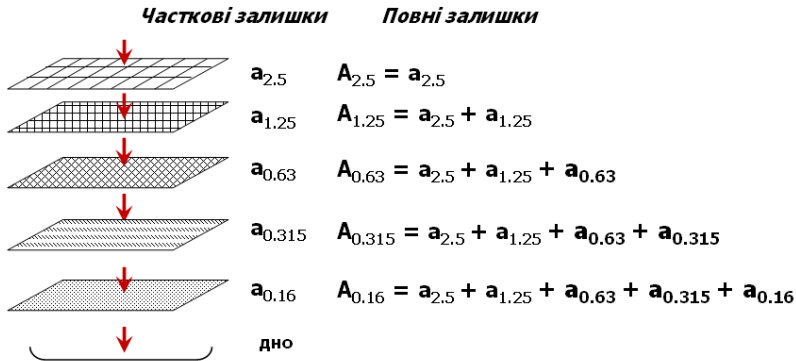 Часткові залишки Повні залишки
a2.5 A2.5 = a2.5
a1.25 A1.25 = a2.5 + a1.25
a0.63 A0.63 = a2.5 + a1.25 + a0.63
a0.315 A0.315 = a2.5 + a1.25 + a0.63 + a0.315
a0.16 A0.16 = a2.5 + a1.25 + a0.63 + a0.315 + a0.16
дно